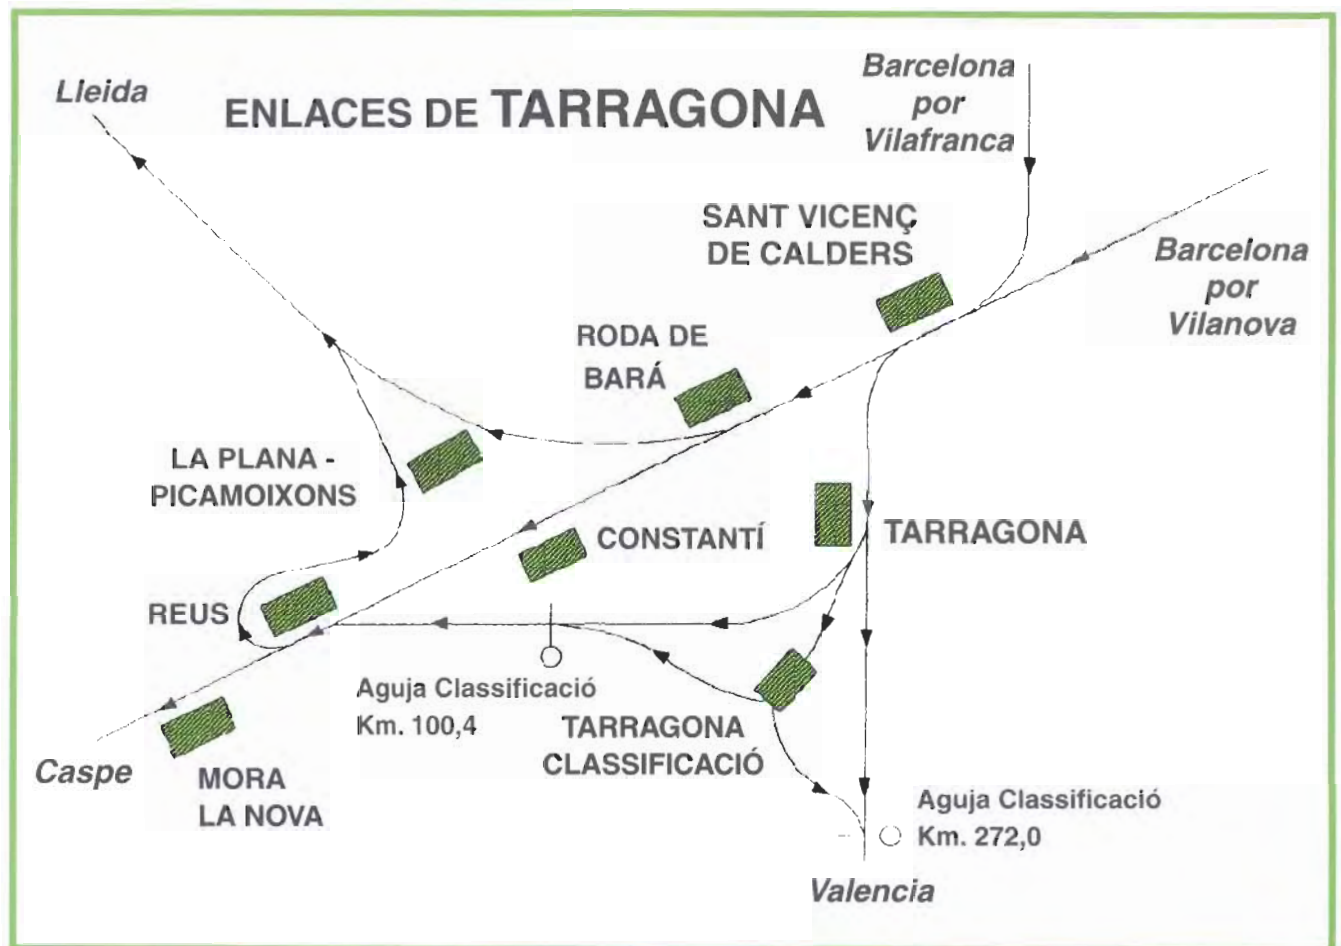 Lleida
ENLACES DE TARRAGONA
Barcelona
por
Vilafranca
SANT VICENÇ
DE CALDERS
Barcelona
por
Vilanova
RODA DE
BARÁ
LA PLANA -
PICAMOIXONS
CONSTANTÍ
TARRAGONA
REUS
Aguja Classificació
Km. 100,4
TARRAGONA
CLASSIFICACIÓ
Caspe
MORA
LA NOVA
Aguja Classificació
Km. 272,0
Valencia